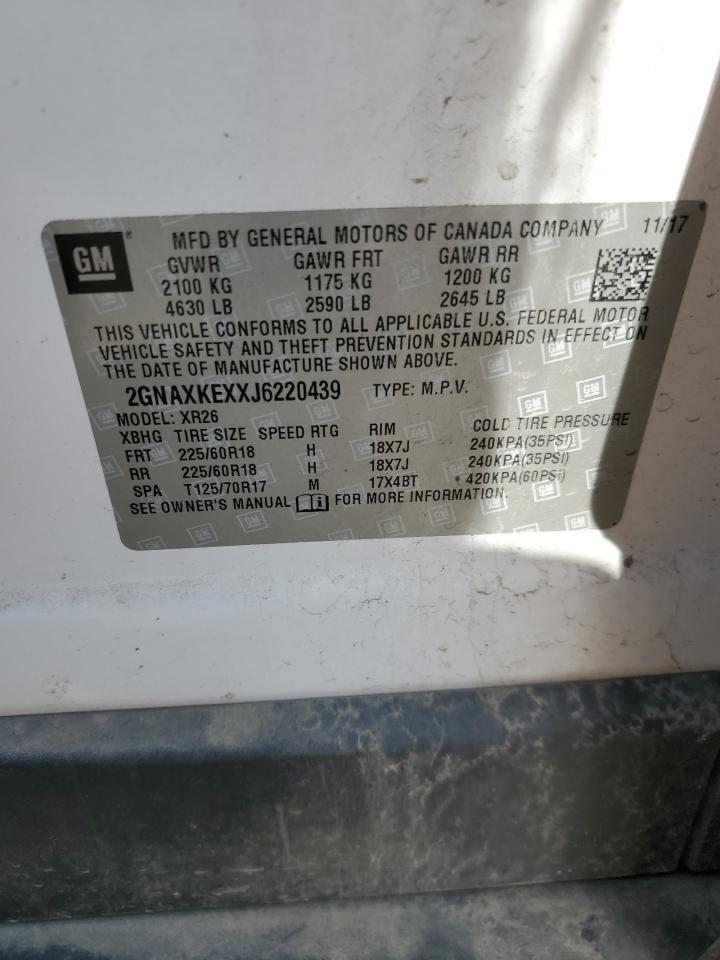 GM
MFD BY GENERAL MOTORS OF CANADA COMPANY 11/17
GVWR GAWR FRT GAWR RR
2100 KG 1175 KG 1200 KG
4630 LB 2590 LB 2645 LB
THIS VEHICLE CONFORMS TO ALL APPLICABLE U.S. FEDERAL MOTOR
VEHICLE SAFETY AND THEFT PREVENTION STANDARDS IN EFFECT ON
THE DATE OF MANUFACTURE SHOWN ABOVE.
2GNAXKEXXJ6220439 TYPE: M.P.V.
MODEL: XR26
XBHG TIRE SIZE SPEED RTG RIM COLD TIRE PRESSURE
FRT 225/60R18 H 18X7J 240KPA(35PSI)
RR 225/60R18 H 18X7J 240KPA(35PSI)
SPA T125/70R17 M 17X4BT 420KPA(60PSI)
SEE OWNER'S MANUAL FOR MORE INFORMATION.